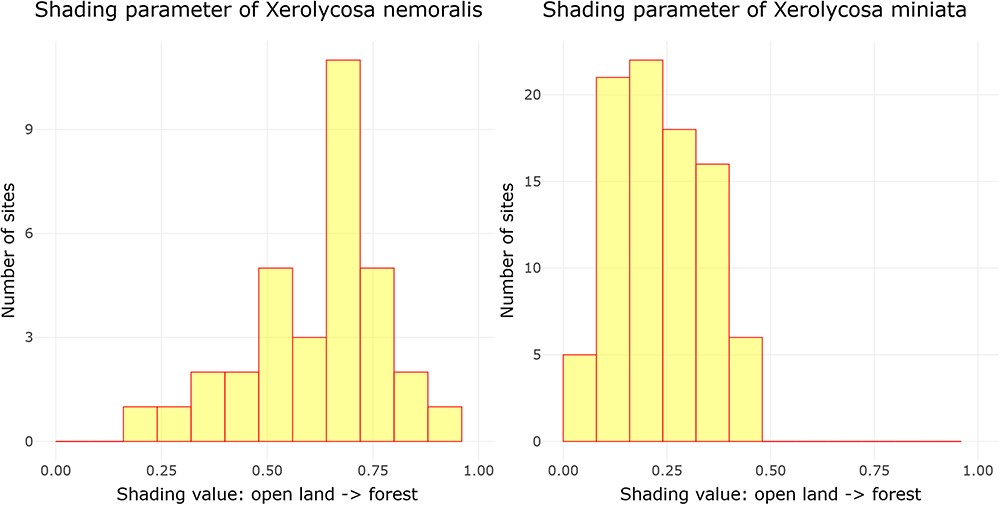 Shading parameter of Xerolycosa nemoralis
Number of sites
9
6
3
0
0.00 0.25 0.50 0.75 1.00
Shading value: open land -> forest
Shading parameter of Xerolycosa miniata
Number of sites
20
15
10
5
0
0.00 0.25 0.50 0.75 1.00
Shading value: open land -> forest